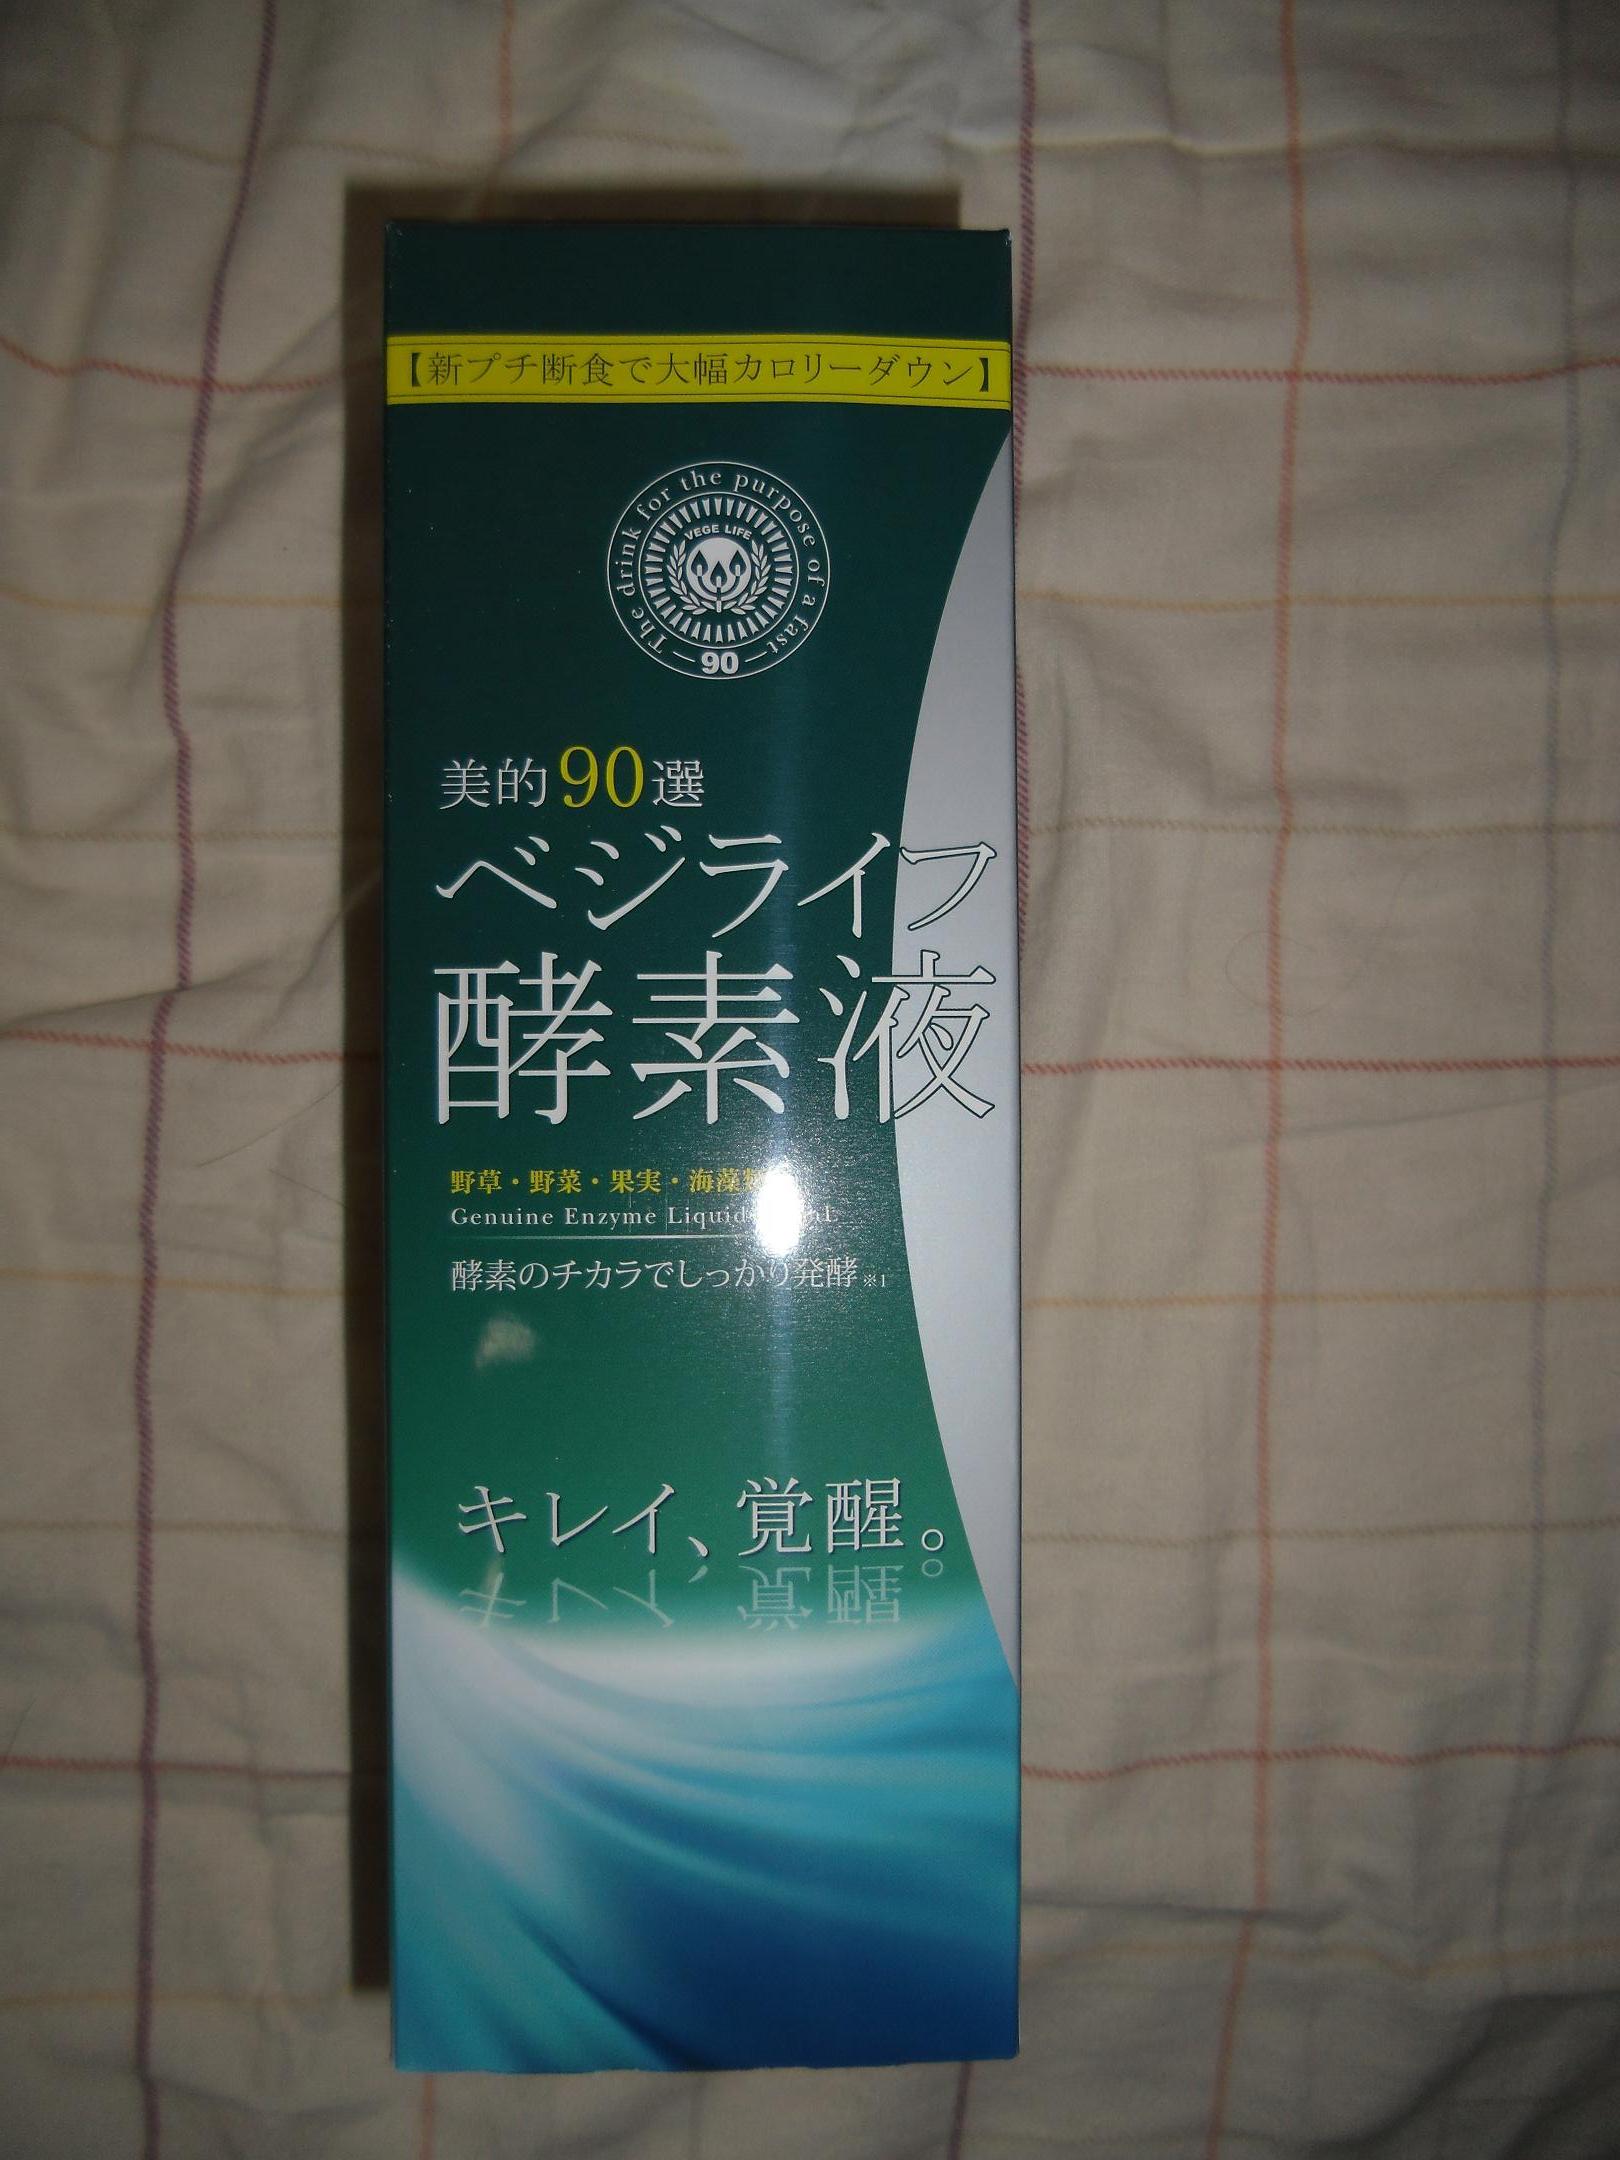 【新プチ断食で大幅カロリーダウン】
The drink for the purpose of a fast
VEGE LIFE
90
美的90選
ベジライフ
酵素液
野草・野菜・果実・海藻
Genuine Enzyme Liquid
酵素のチカラでしっかり発酵※1
キレイ、覚醒。